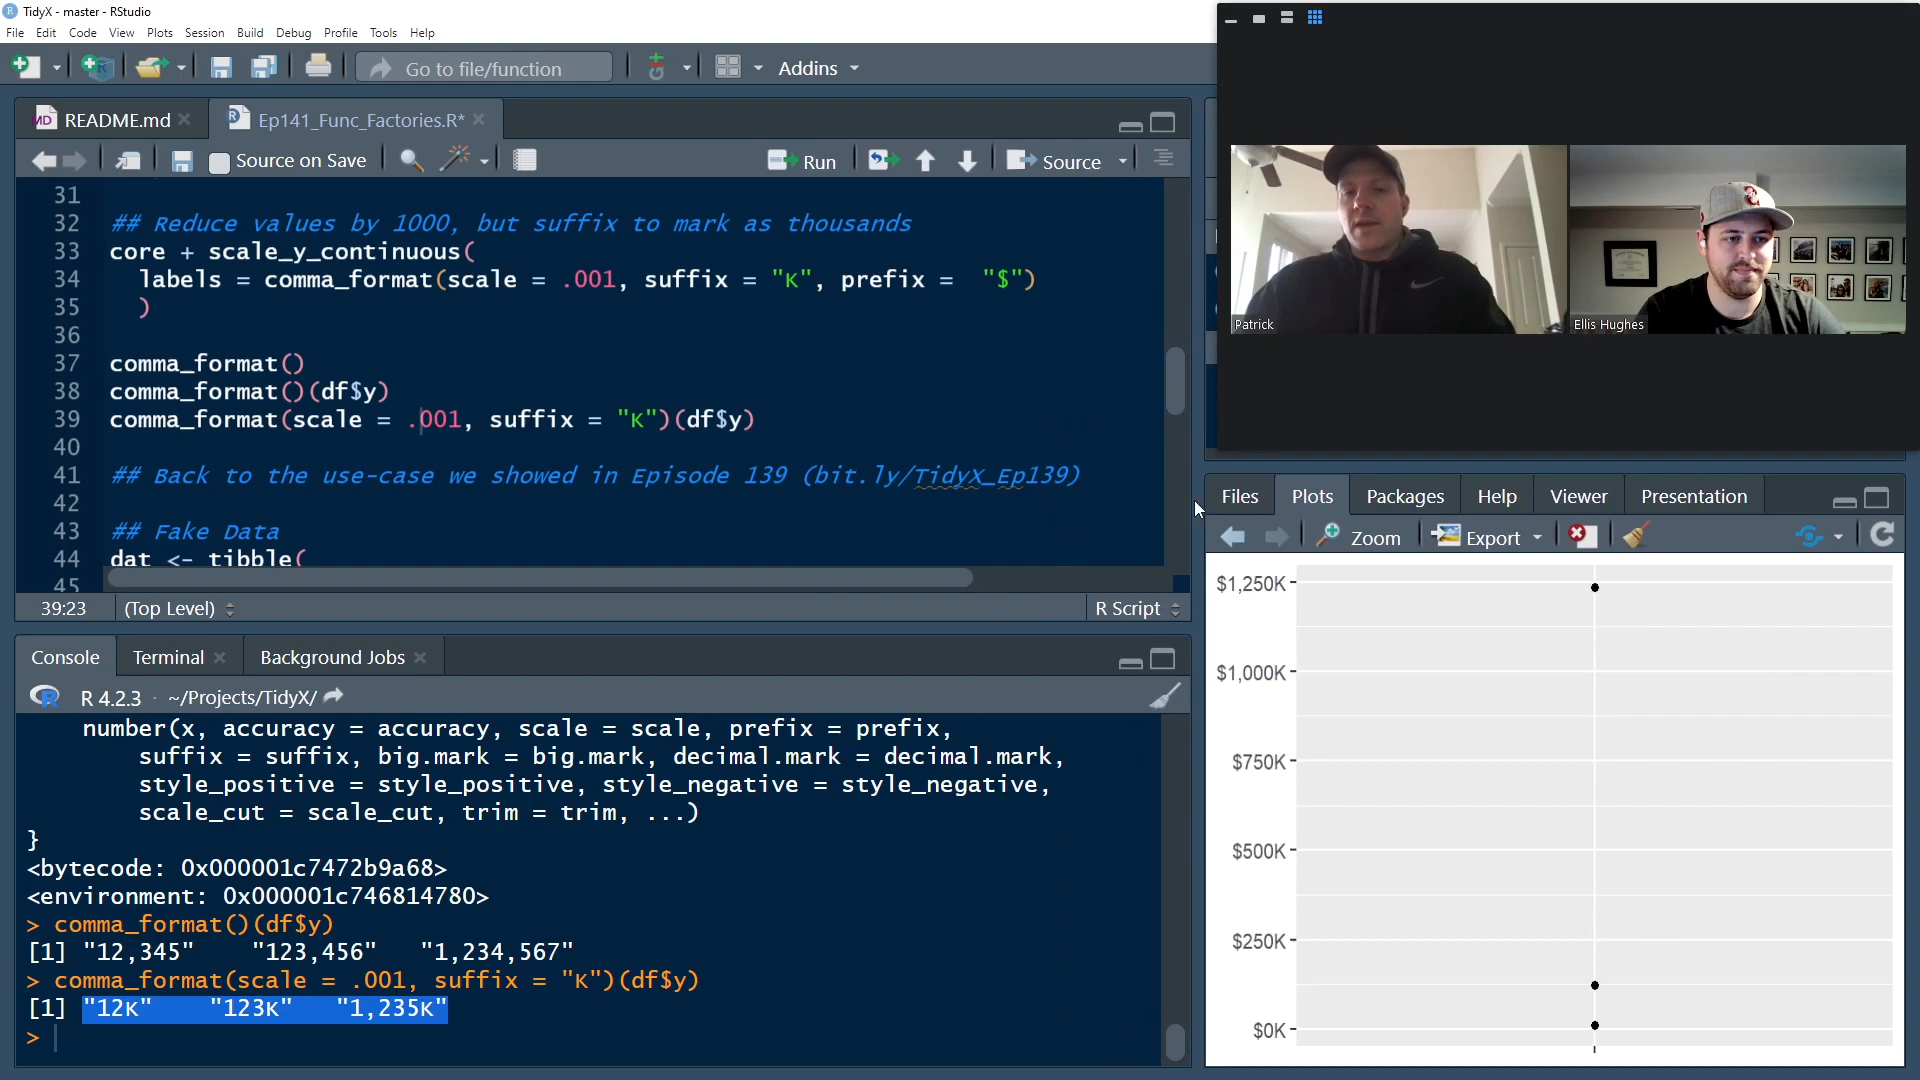 TidyX - master - RStudio
File Edit Code View Plots Session Build Debug Profile Tools Help
Go to file/function Addins
README.md Ep141_Func_Factories.R*
Source on Save Run Source
31
32 ## Reduce values by 1000, but suffix to mark as thousands
33 core + scale_y_continuous(
34 labels = comma_format(scale = .001, suffix = "K", prefix =  "$")
35 )
36
37 comma_format()
38 comma_format()(df$y)
39 comma_format(scale = .001, suffix = "K")(df$y)
40
41 ## Back to the use-case we showed in Episode 139 (bit.ly/TidyX_Ep139)
42
43 ## Fake Data
44 dat <- tibble(
45
39:23 (Top Level) R Script
Console Terminal Background Jobs
R 4.2.3 · ~/Projects/TidyX/
number(x, accuracy = accuracy, scale = scale, prefix = prefix,
suffix = suffix, big.mark = big.mark, decimal.mark = decimal.mark,
style_positive = style_positive, style_negative = style_negative,
scale_cut = scale_cut, trim = trim, ...)
}
<bytecode: 0x000001c7472b9a68>
<environment: 0x000001c746814780>
> comma_format()(df$y)
[1] "12,345"    "123,456"   "1,234,567"
> comma_format(scale = .001, suffix = "K")(df$y)
[1] "12K"    "123K"   "1,235K"
>
Patrick
Ellis Hughes
Files Plots Packages Help Viewer Presentation
Zoom Export
$1,250K
$1,000K
$750K
$500K
$250K
$0K